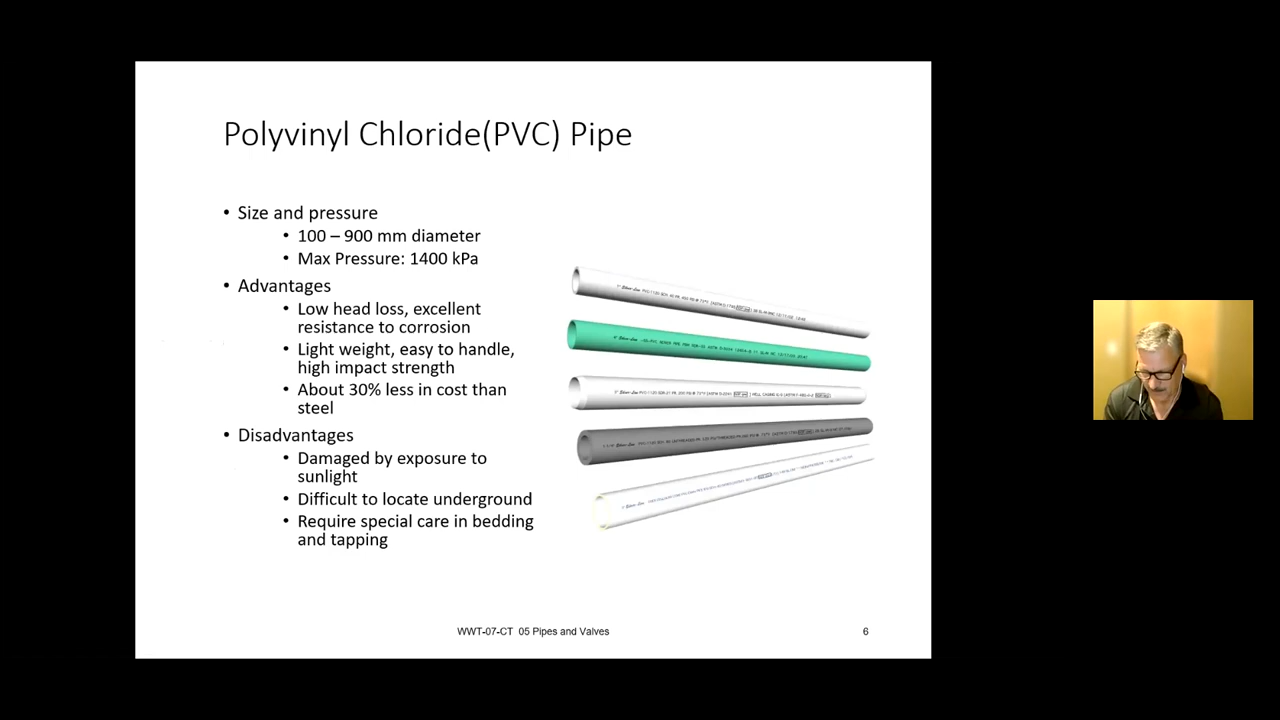 Polyvinyl Chloride(PVC) Pipe
• Size and pressure
• 100 – 900 mm diameter
• Max Pressure: 1400 kPa
• Advantages
• Low head loss, excellent
resistance to corrosion
• Light weight, easy to handle,
high impact strength
• About 30% less in cost than
steel
• Disadvantages
• Damaged by exposure to
sunlight
• Difficult to locate underground
• Require special care in bedding
and tapping
WWT-07-CT 05 Pipes and Valves
6